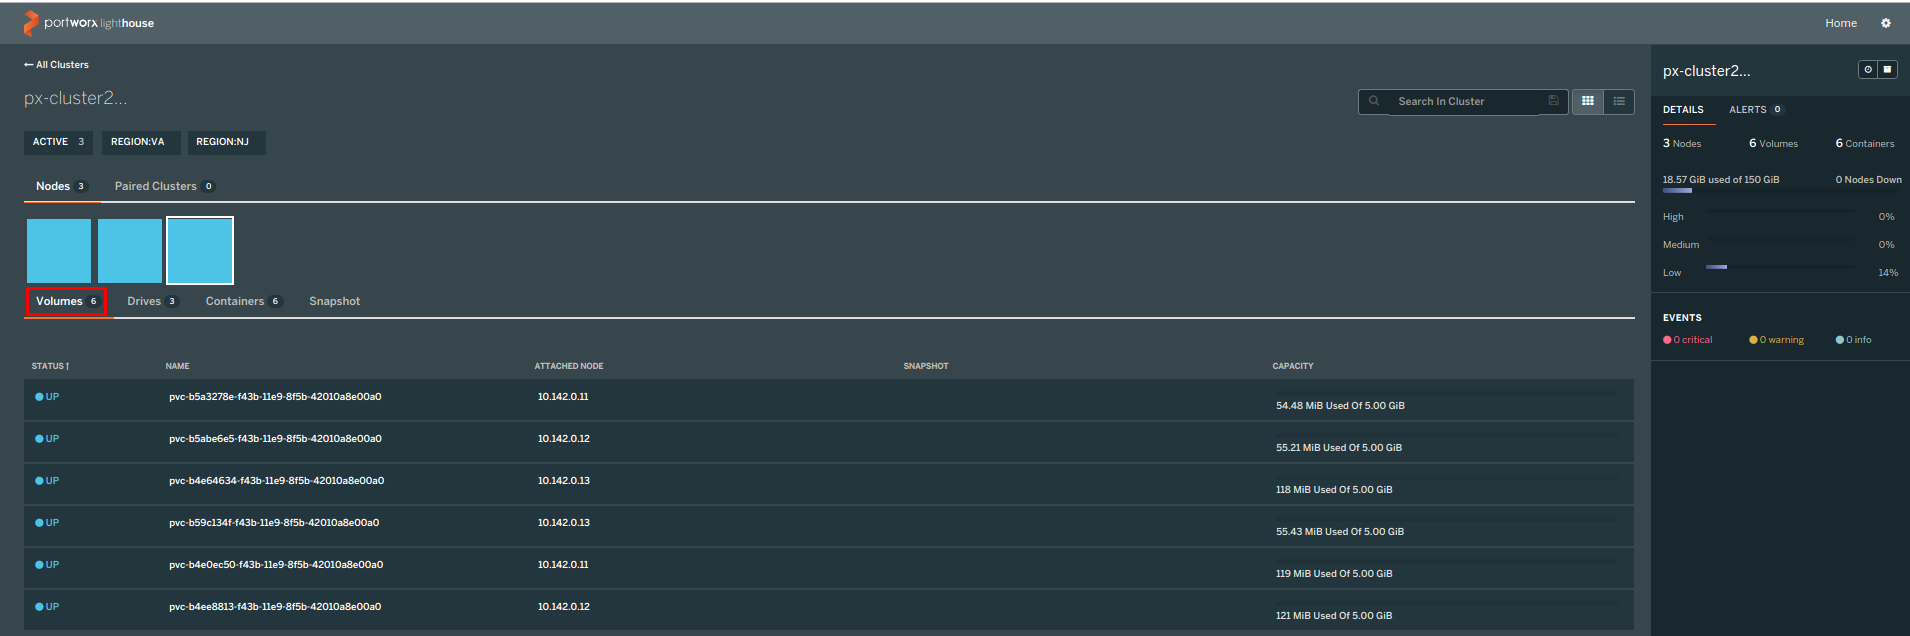 portworx lighthouse
Home
← All Clusters
px-cluster2...
Search In Cluster
ACTIVE 3 REGION:VA REGION:NJ
Nodes 3 Paired Clusters 0
Volumes 6 Drives 3 Containers 6 Snapshot
STATUS↑ NAME ATTACHED NODE SNAPSHOT CAPACITY
UP pvc-b5a3278e-f43b-11e9-8f5b-42010a8e00a0 10.142.0.11 54.48 MiB Used Of 5.00 GiB
UP pvc-b5abe6e5-f43b-11e9-8f5b-42010a8e00a0 10.142.0.12 55.21 MiB Used Of 5.00 GiB
UP pvc-b4e64634-f43b-11e9-8f5b-42010a8e00a0 10.142.0.13 118 MiB Used Of 5.00 GiB
UP pvc-b59c134f-f43b-11e9-8f5b-42010a8e00a0 10.142.0.13 55.43 MiB Used Of 5.00 GiB
UP pvc-b4e0ec50-f43b-11e9-8f5b-42010a8e00a0 10.142.0.11 119 MiB Used Of 5.00 GiB
UP pvc-b4ee8813-f43b-11e9-8f5b-42010a8e00a0 10.142.0.12 121 MiB Used Of 5.00 GiB
px-cluster2...
DETAILS ALERTS 0
3 Nodes 6 Volumes 6 Containers
18.57 GiB used of 150 GiB 0 Nodes Down
High 0%
Medium 0%
Low 14%
EVENTS
0 critical 0 warning 0 info